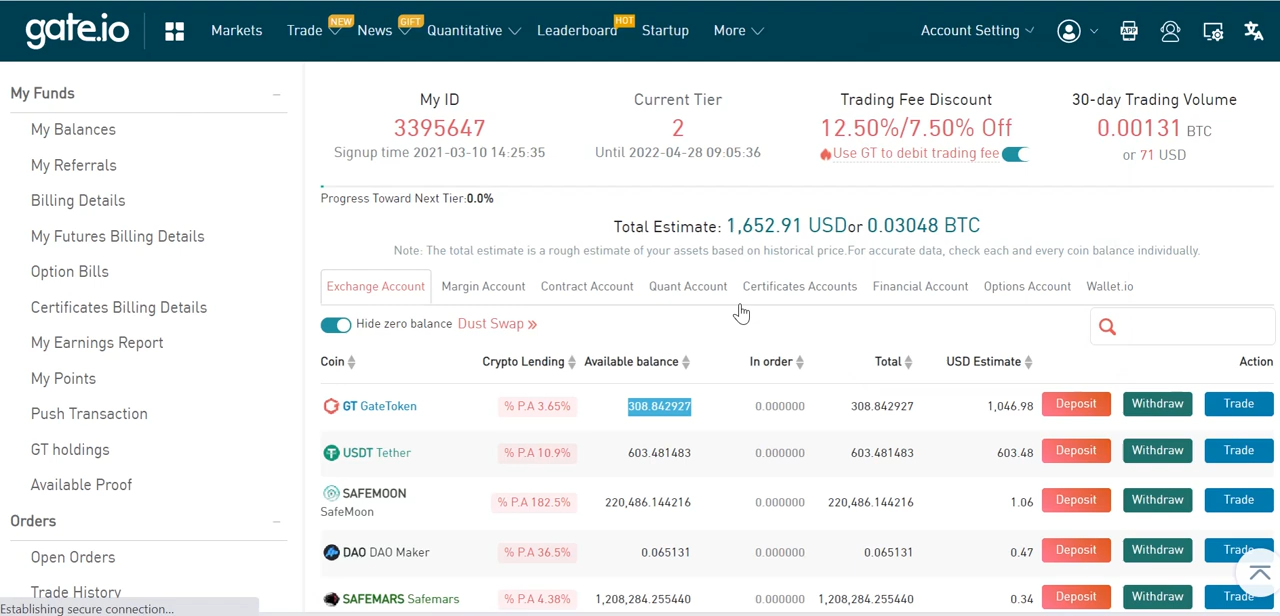 gate.io
Markets
Trade
NEW
News
GIFT
Quantitative
Leaderboard
HOT
Startup
More
Account Setting
APP
My Funds
My Balances
My Referrals
Billing Details
My Futures Billing Details
Option Bills
Certificates Billing Details
My Earnings Report
My Points
Push Transaction
GT holdings
Available Proof
Orders
Open Orders
Trade History
Establishing secure connection...
My ID
3395647
Signup time 2021-03-10 14:25:35
Current Tier
2
Until 2022-04-28 09:05:36
Trading Fee Discount
12.50%/7.50% Off
Use GT to debit trading fee
30-day Trading Volume
0.00131 BTC
or 71 USD
Progress Toward Next Tier:0.0%
Total Estimate: 1,652.91 USDor 0.03048 BTC
Note: The total estimate is a rough estimate of your assets based on historical price.For accurate data, check each and every coin balance individually.
Exchange Account Margin Account Contract Account Quant Account Certificates Accounts Financial Account Options Account Wallet.io
Hide zero balance Dust Swap »
Coin Crypto Lending Available balance In order Total USD Estimate Action
GT GateToken % P.A 3.65% 308.842927 0.000000 308.842927 1,046.98 Deposit Withdraw Trade
USDT Tether % P.A 10.9% 603.481483 0.000000 603.481483 603.48 Deposit Withdraw Trade
SAFEMOON
SafeMoon % P.A 182.5% 220,486.144216 0.000000 220,486.144216 1.06 Deposit Withdraw Trade
DAO DAO Maker % P.A 36.5% 0.065131 0.000000 0.065131 0.47 Deposit Withdraw Trade
SAFEMARS Safemars % P.A 4.38% 1,208,284.255440 0.000000 1,208,284.255440 0.34 Deposit Withdraw Trade